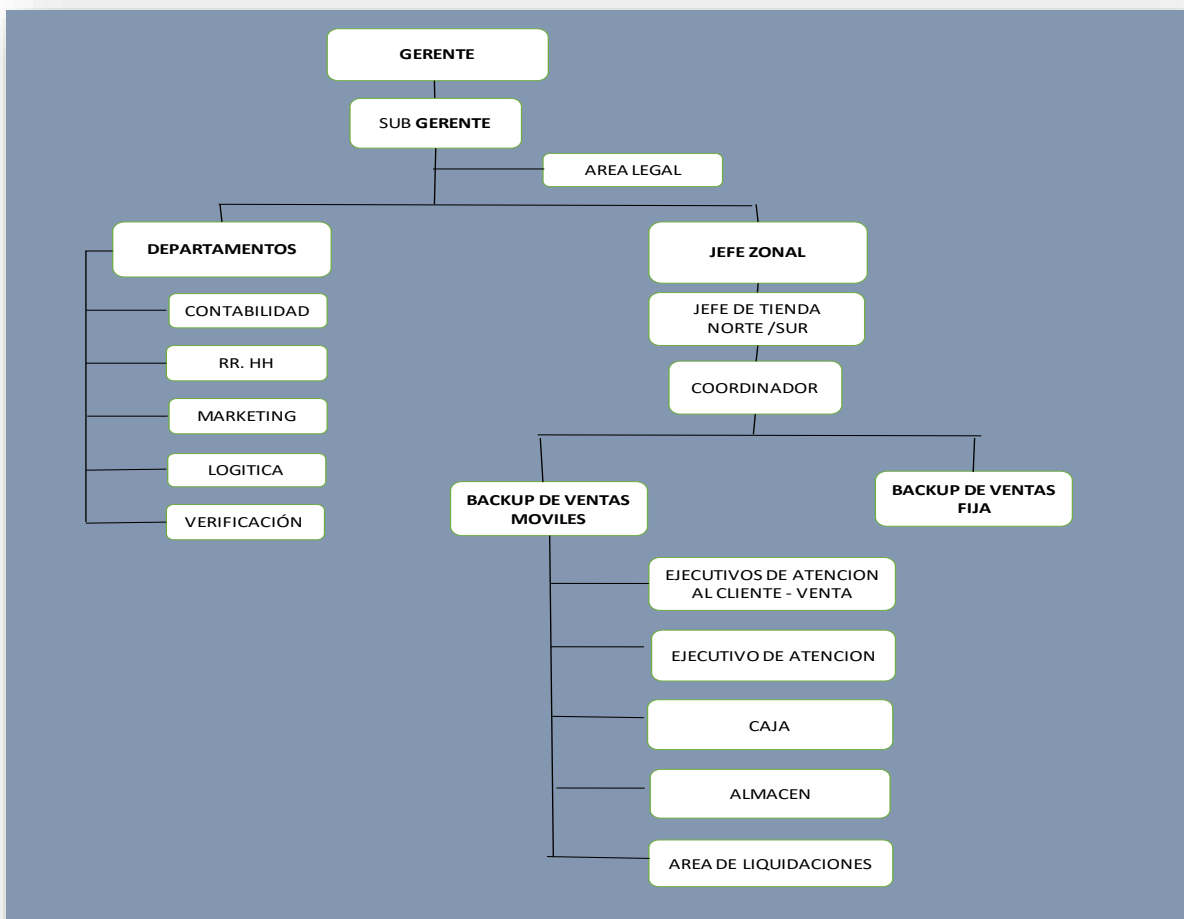 GERENTE
SUB GERENTE
AREA LEGAL
DEPARTAMENTOS
CONTABILIDAD
RR. HH
MARKETING
LOGITICA
VERIFICACIÓN
JEFE ZONAL
JEFE DE TIENDA
NORTE /SUR
COORDINADOR
BACKUP DE VENTAS
MOVILES
EJECUTIVOS DE ATENCION
AL CLIENTE - VENTA
EJECUTIVO DE ATENCION
CAJA
ALMACEN
AREA DE LIQUIDACIONES
BACKUP DE VENTAS
FIJA